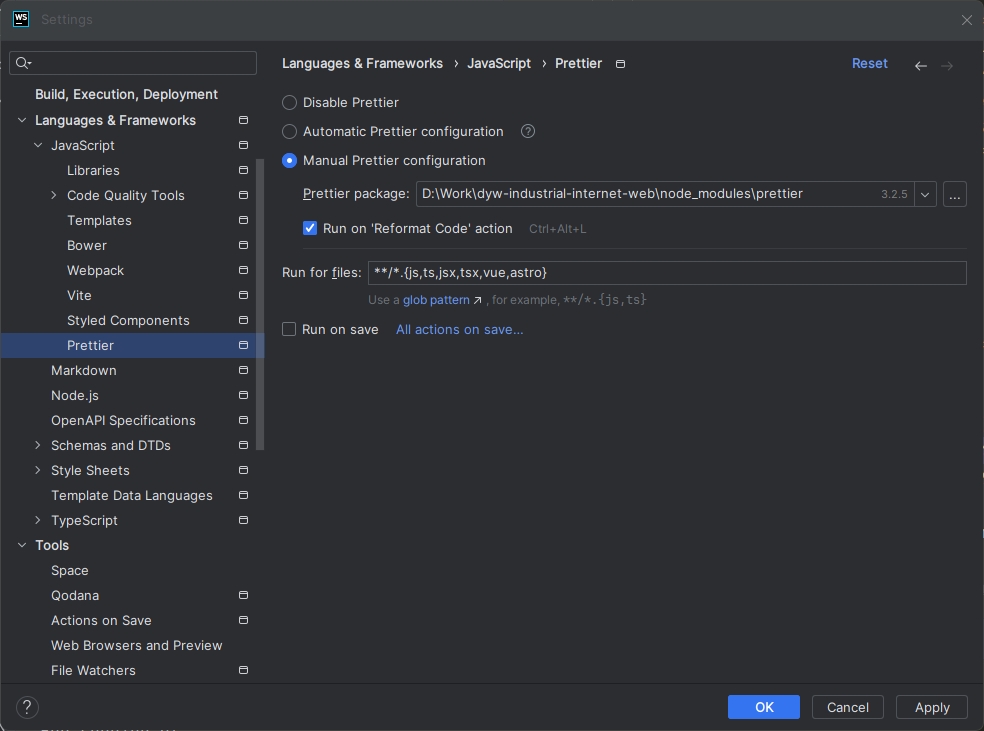 WS Settings
Languages & Frameworks › JavaScript › Prettier Reset
Build, Execution, Deployment
Languages & Frameworks
JavaScript
Libraries
Code Quality Tools
Templates
Bower
Webpack
Vite
Styled Components
Prettier
Markdown
Node.js
OpenAPI Specifications
Schemas and DTDs
Style Sheets
Template Data Languages
TypeScript
Tools
Space
Qodana
Actions on Save
Web Browsers and Preview
File Watchers
Disable Prettier
Automatic Prettier configuration ?
Manual Prettier configuration
Prettier package: D:\Work\dyw-industrial-internet-web\node_modules\prettier 3.2.5 ...
Run on 'Reformat Code' action Ctrl+Alt+L
Run for files: **/*.{js,ts,jsx,tsx,vue,astro}
Use a glob pattern ↗ , for example, **/*.{js,ts}
Run on save All actions on save...
? OK Cancel Apply